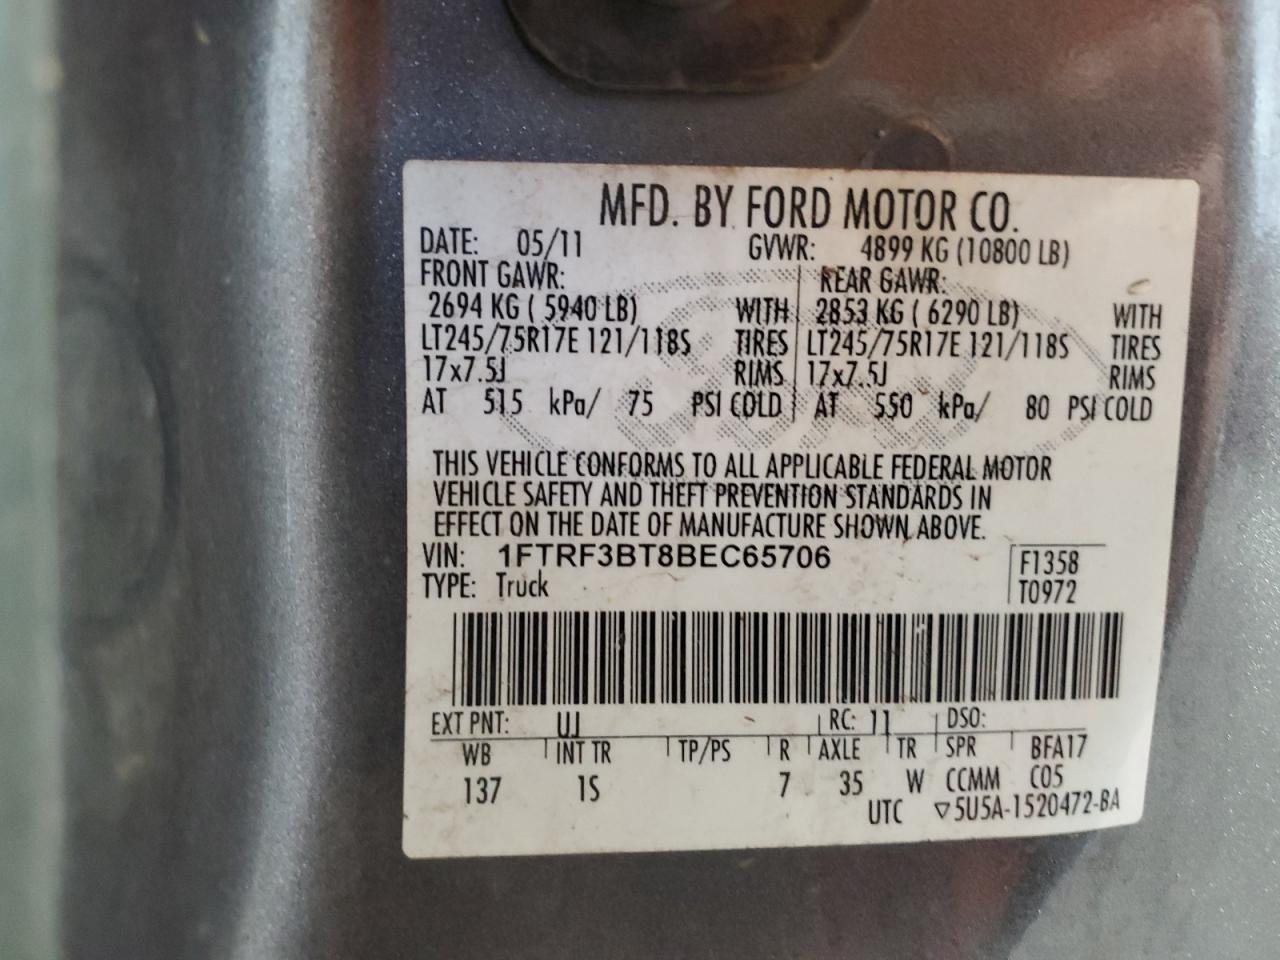 MFD. BY FORD MOTOR CO.
DATE: 05/11 GVWR: 4899 KG (10800 LB)
FRONT GAWR: REAR GAWR:
2694 KG ( 5940 LB) WITH 2853 KG ( 6290 LB) WITH
LT245/75R17E 121/118S TIRES LT245/75R17E 121/118S TIRES
17x7.5J RIMS 17x7.5J RIMS
AT 515 kPa/ 75 PSI COLD AT 550 kPa/ 80 PSI COLD
THIS VEHICLE CONFORMS TO ALL APPLICABLE FEDERAL MOTOR
VEHICLE SAFETY AND THEFT PREVENTION STANDARDS IN
EFFECT ON THE DATE OF MANUFACTURE SHOWN ABOVE.
VIN: 1FTRF3BT8BEC65706 F1358
TYPE: Truck T0972
EXT PNT: UJ RC: 11 DSO:
WB INT TR TP/PS R AXLE TR SPR BFA17
137 1S 7 35 W CCMM C05
UTC ▽5U5A-1520472-BA